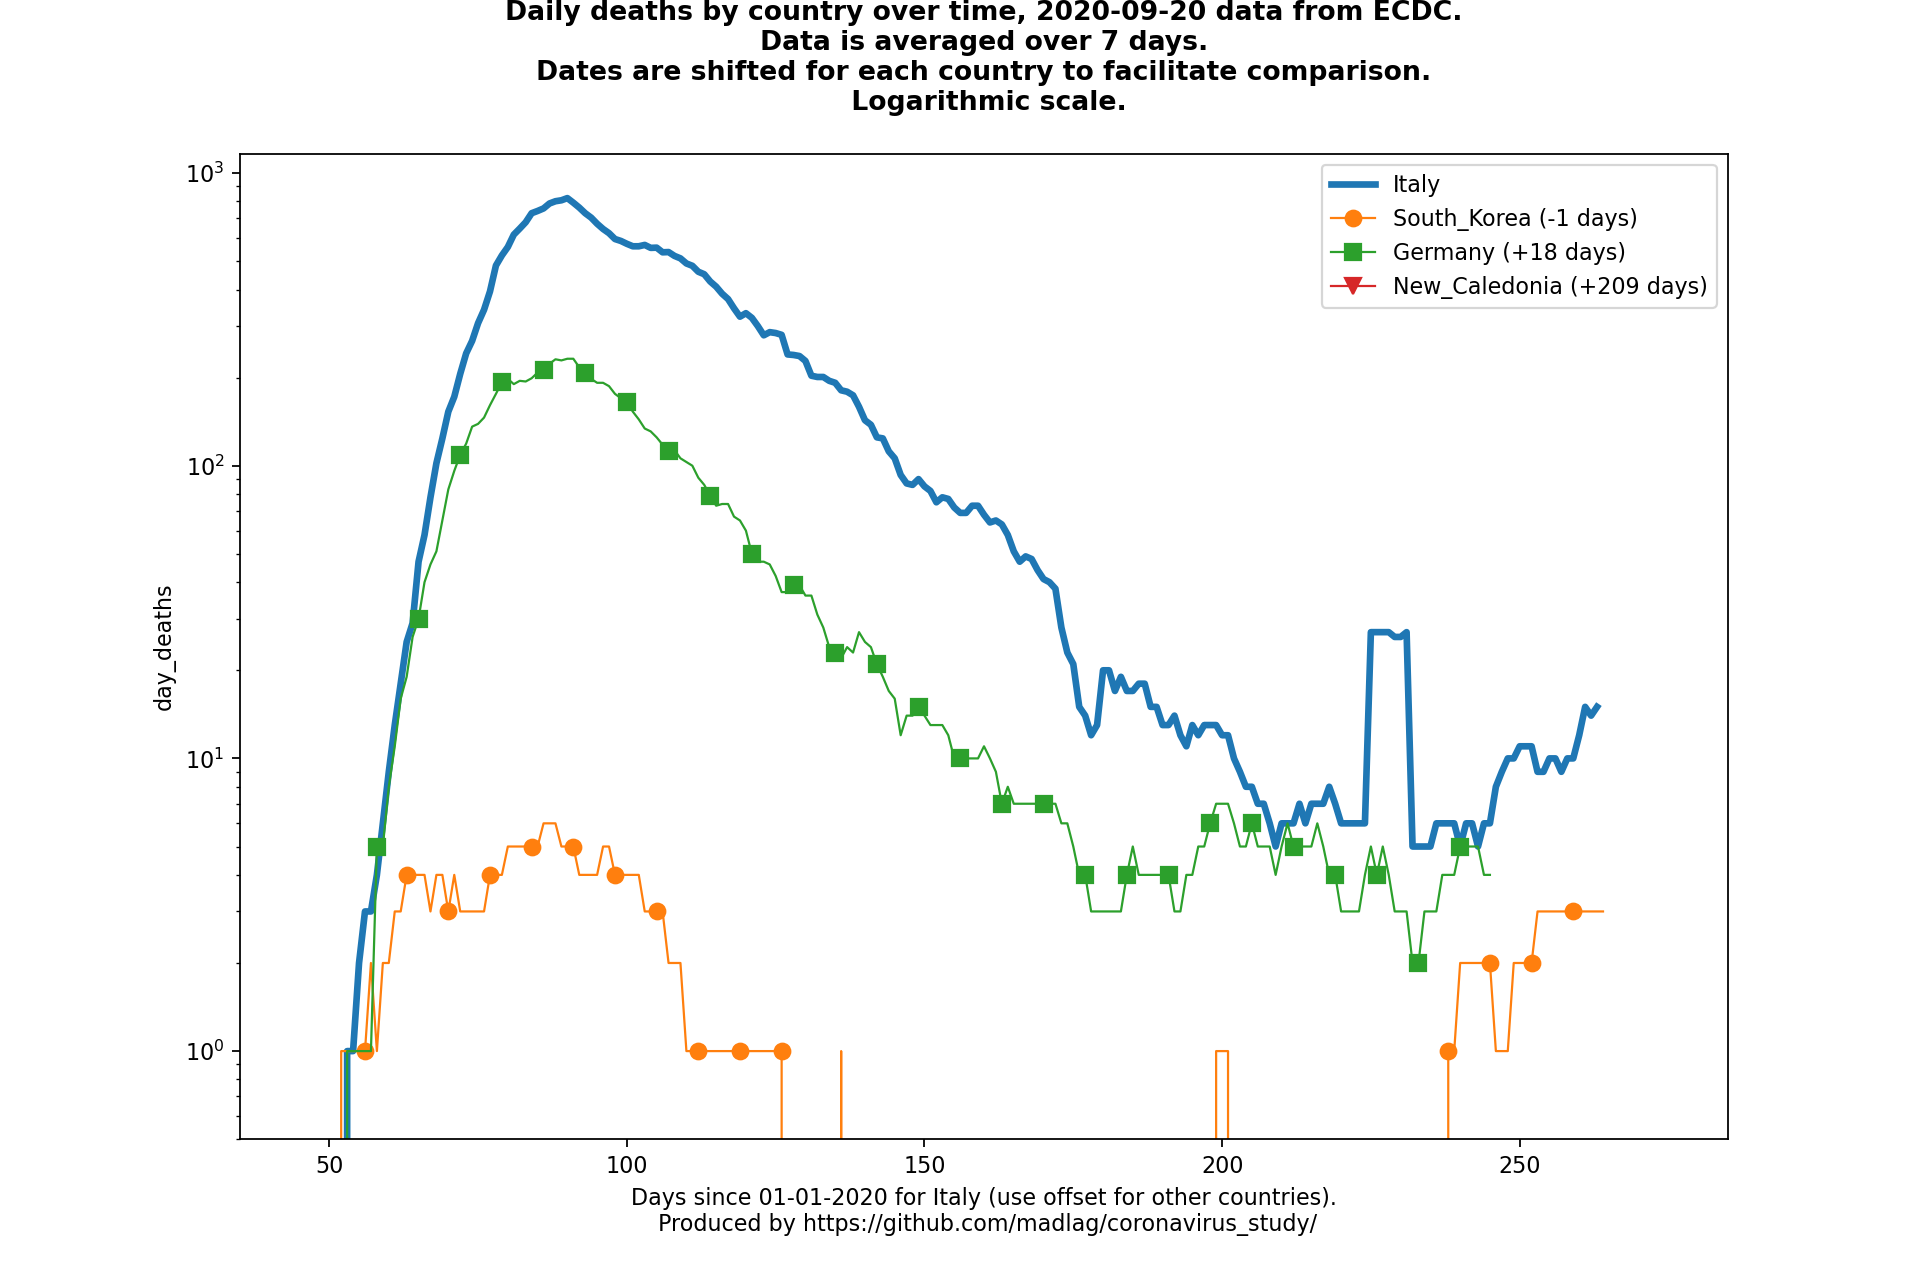 Daily deaths by country over time, 2020-09-20 data from ECDC.
Data is averaged over 7 days.
Dates are shifted for each country to facilitate comparison.
Logarithmic scale.
10³
10²
10¹
10⁰
day_deaths
Italy
South_Korea (-1 days)
Germany (+18 days)
New_Caledonia (+209 days)
50 100 150 200 250
Days since 01-01-2020 for Italy (use offset for other countries).
Produced by https://github.com/madlag/coronavirus_study/